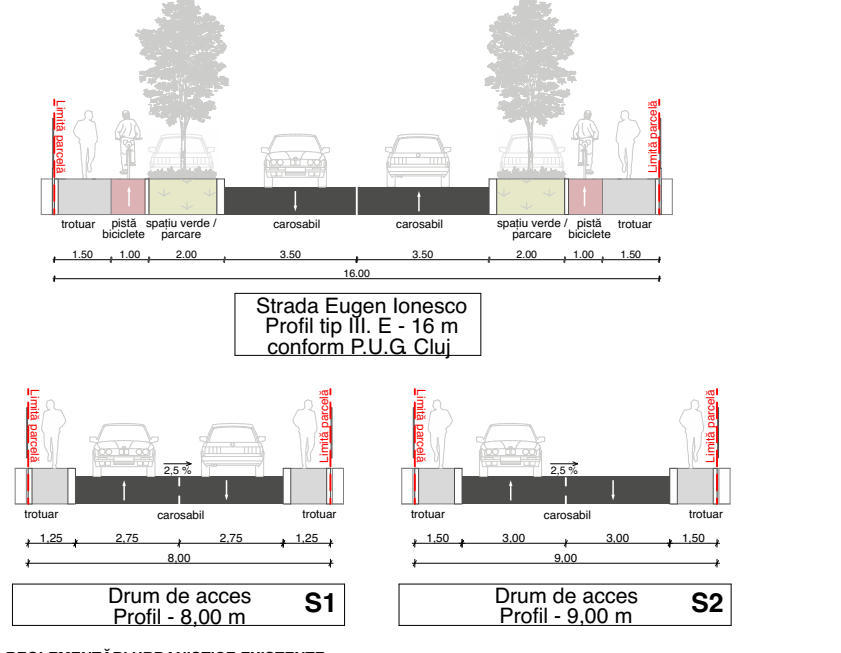 Limită parcelă
Limită parcelă
trotuar
pistă
biciclete
spațiu verde /
parcare
carosabil
carosabil
spațiu verde /
parcare
pistă
biciclete
trotuar
1.50 1.00 2.00 3.50 3.50 2.00 1.00 1.50
16.00
Strada Eugen Ionesco
Profil tip III. E - 16 m
conform P.U.G. Cluj
Limită parcelă
2,5 %
Limită parcelă
trotuar carosabil trotuar
1,25 2,75 2,75 1,25
8,00
Drum de acces
Profil - 8,00 m
S1
Limită parcelă
2,5 %
Limită parcelă
trotuar carosabil trotuar
1,50 3,00 3,00 1,50
9,00
Drum de acces
Profil - 9,00 m
S2
REGLEMENTĂRI URBANISTICE EXISTENTE